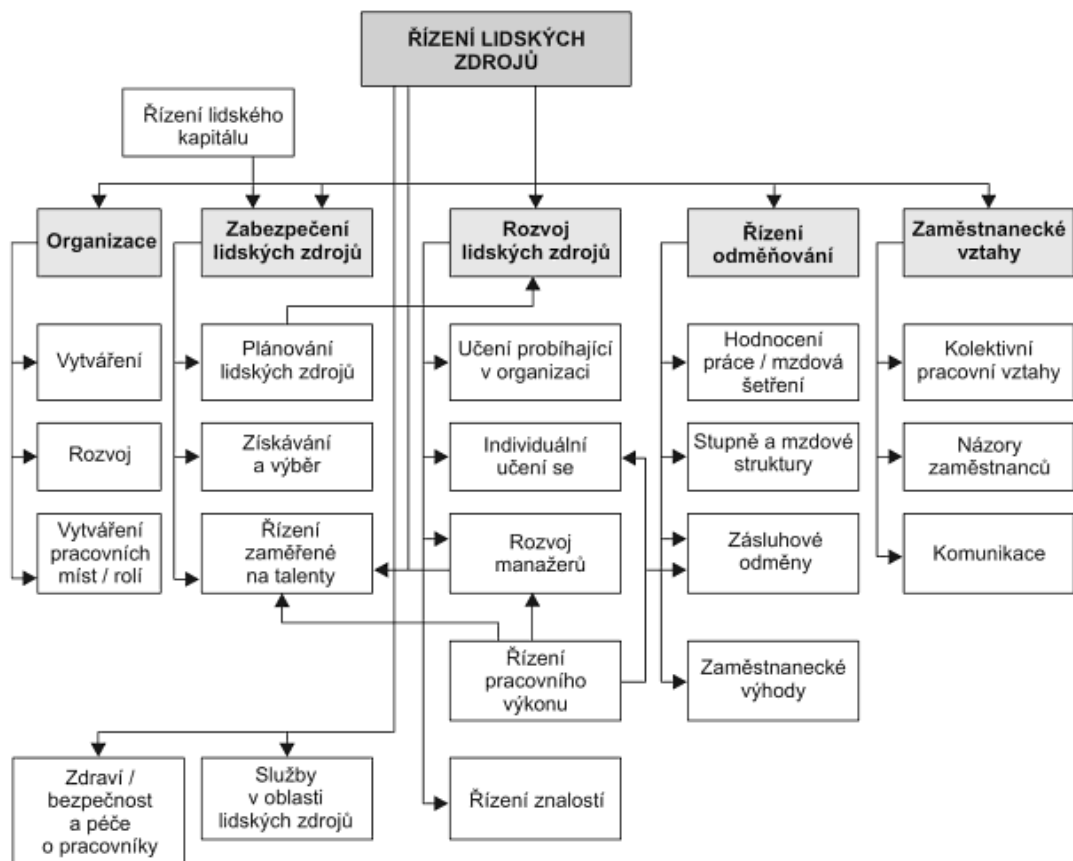 ŘÍZENÍ LIDSKÝCH
ZDROJŮ
Řízení lidského
kapitálu
Organizace
Zabezpečení
lidských zdrojů
Rozvoj
lidských zdrojů
Řízení
odměňování
Zaměstnanecké
vztahy
Vytváření
Plánování
lidských zdrojů
Učení probíhající
v organizaci
Hodnocení
práce / mzdová
šetření
Kolektivní
pracovní vztahy
Rozvoj
Získávání
a výběr
Individuální
učení se
Stupně a mzdové
struktury
Názory
zaměstnanců
Vytváření
pracovních
míst / rolí
Řízení
zaměřené
na talenty
Rozvoj
manažerů
Zásluhové
odměny
Komunikace
Řízení
pracovního
výkonu
Zaměstnanecké
výhody
Zdraví /
bezpečnost
a péče
o pracovníky
Služby
v oblasti
lidských zdrojů
Řízení znalostí